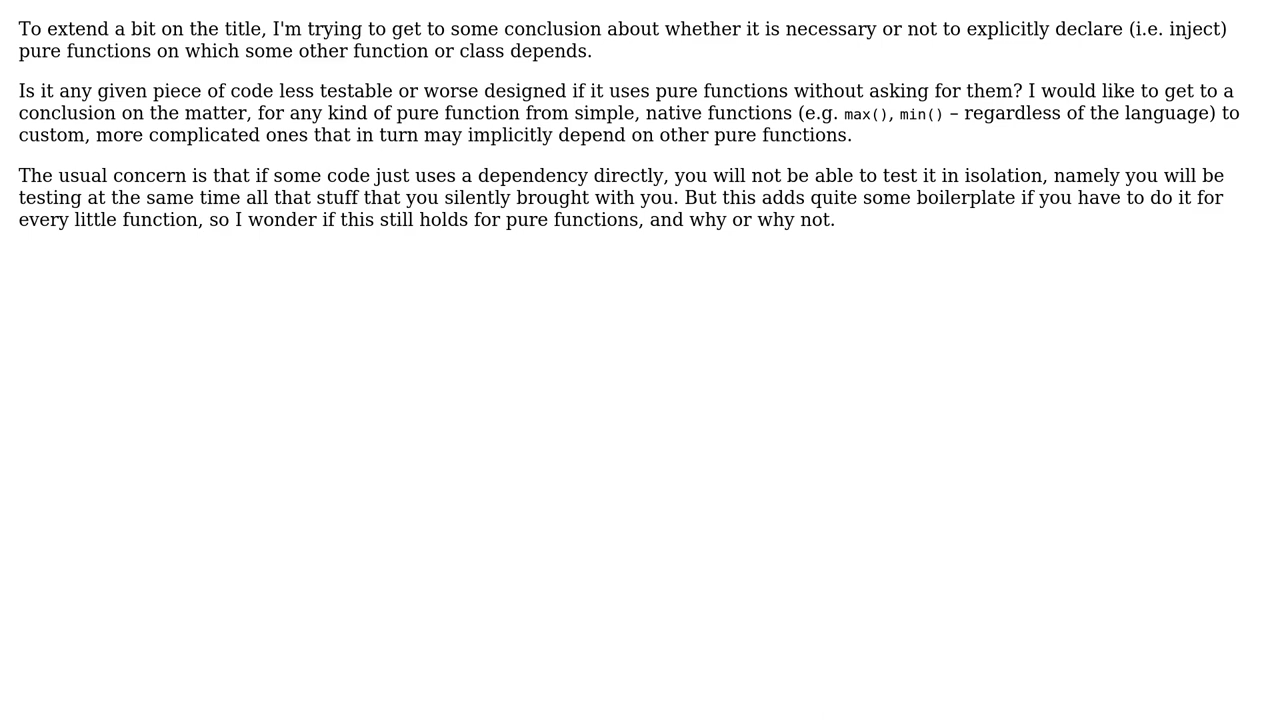 To extend a bit on the title, I'm trying to get to some conclusion about whether it is necessary or not to explicitly declare (i.e. inject)
pure functions on which some other function or class depends.
Is it any given piece of code less testable or worse designed if it uses pure functions without asking for them? I would like to get to a
conclusion on the matter, for any kind of pure function from simple, native functions (e.g. max(), min() – regardless of the language) to
custom, more complicated ones that in turn may implicitly depend on other pure functions.
The usual concern is that if some code just uses a dependency directly, you will not be able to test it in isolation, namely you will be
testing at the same time all that stuff that you silently brought with you. But this adds quite some boilerplate if you have to do it for
every little function, so I wonder if this still holds for pure functions, and why or why not.